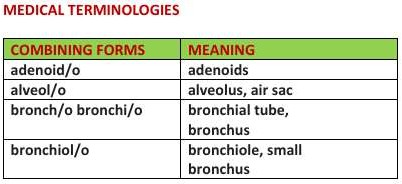 MEDICAL TERMINOLOGIES
COMBINING FORMS MEANING
adenoid/o adenoids
alveol/o alveolus, air sac
bronch/o bronchi/o bronchial tube,
bronchus
bronchiol/o bronchiole, small
bronchus